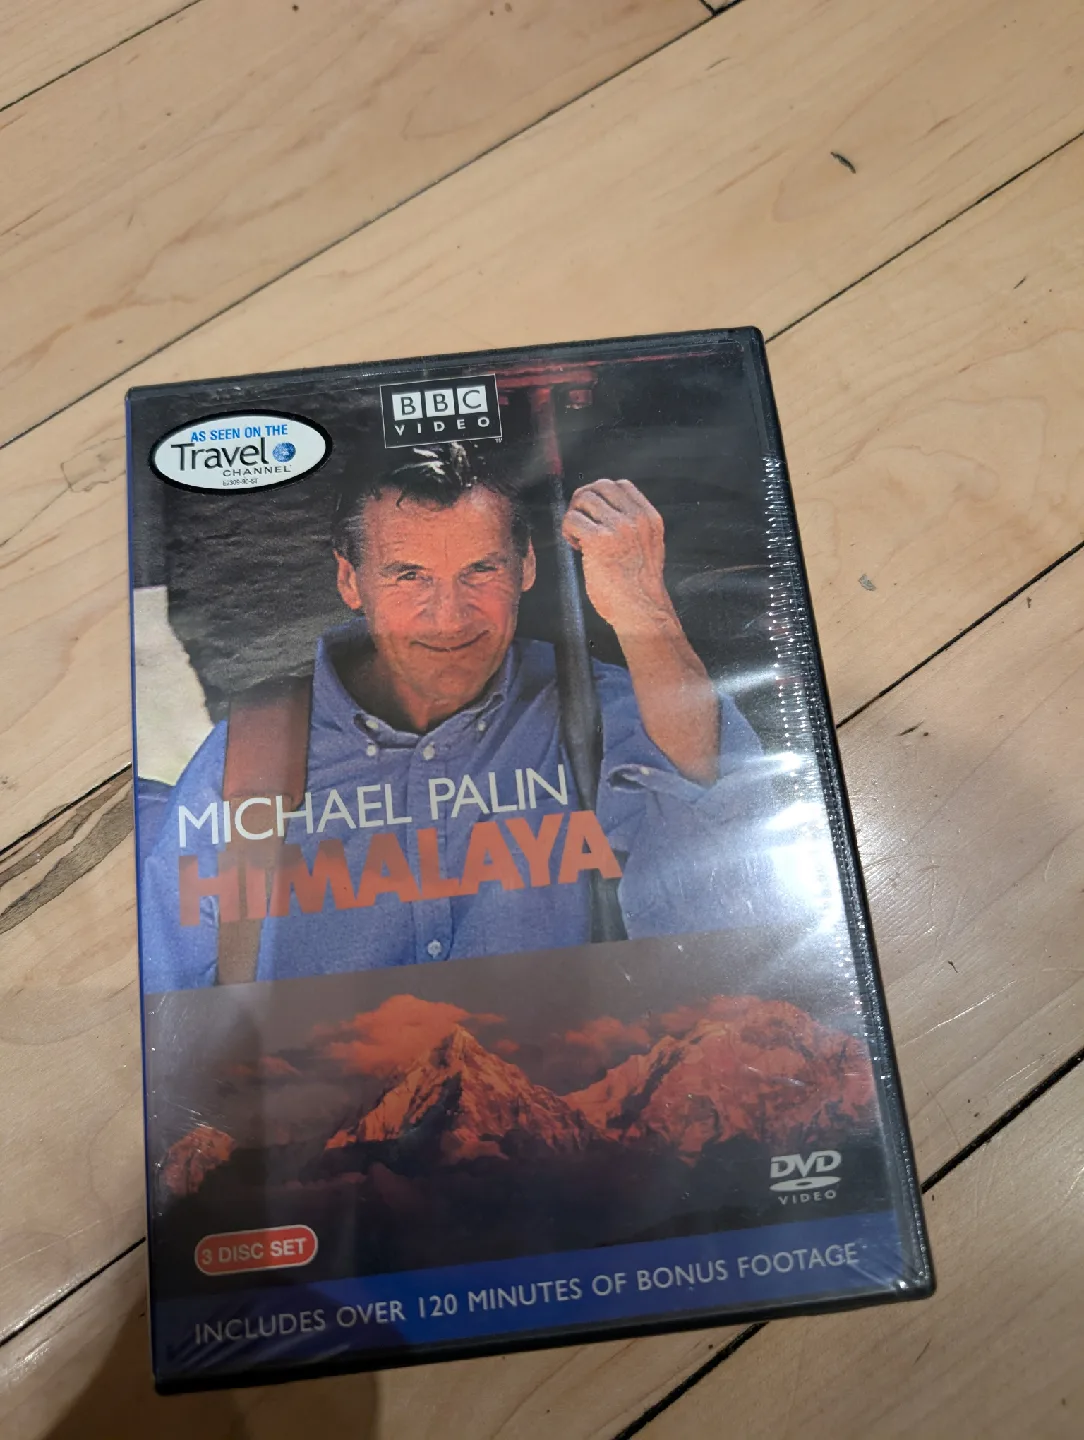 BBC
VIDEO
AS SEEN ON THE
Travel
CHANNEL
MICHAEL PALIN
HIMALAYA
DVD
VIDEO
3 DISC SET
INCLUDES OVER 120 MINUTES OF BONUS FOOTAGE